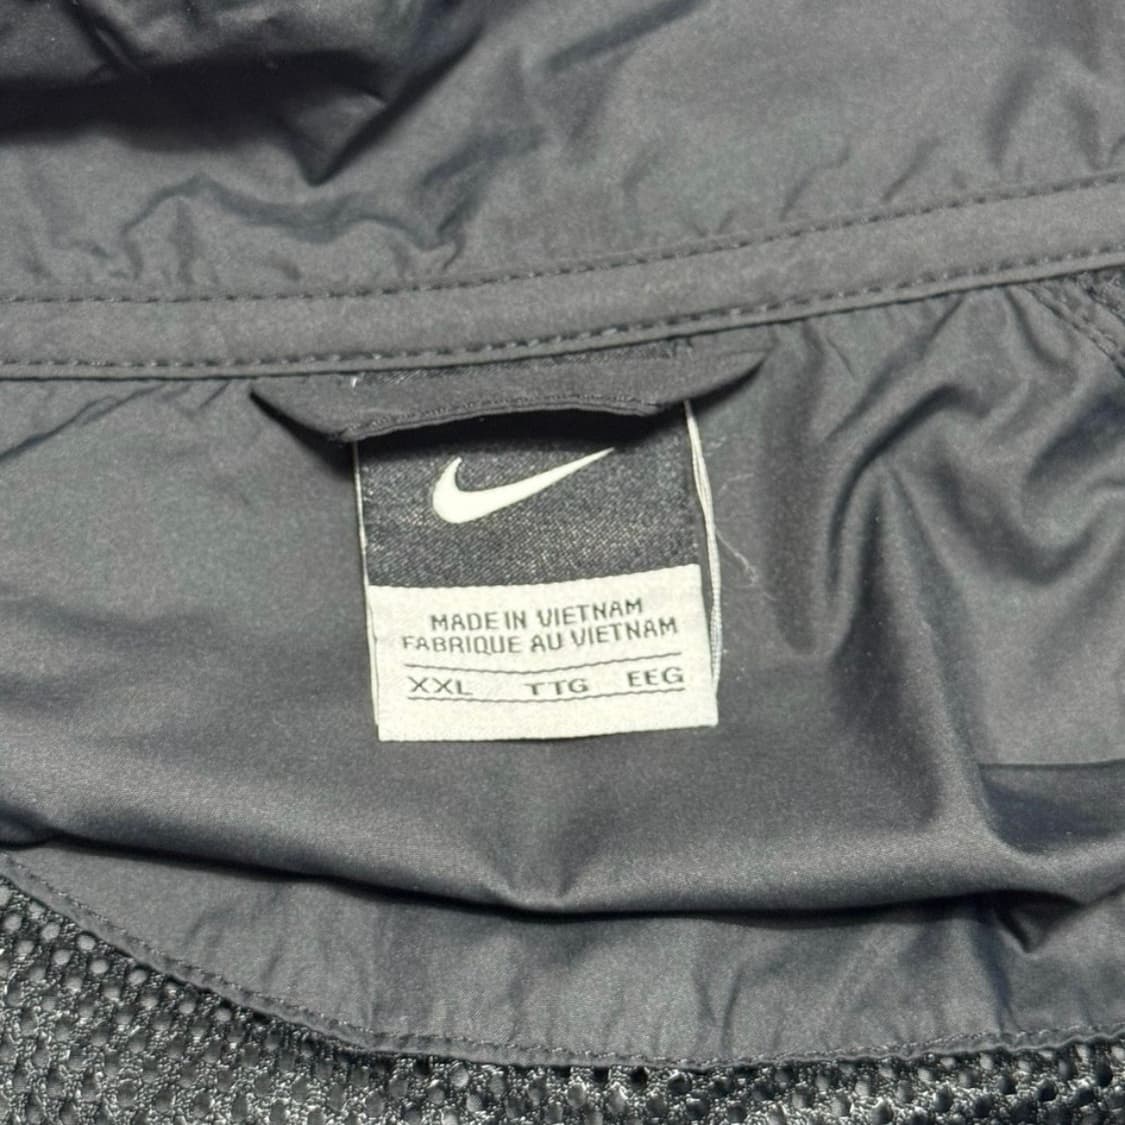 MADE IN VIETNAM
FABRIQUE AU VIETNAM
XXL TTG EEG